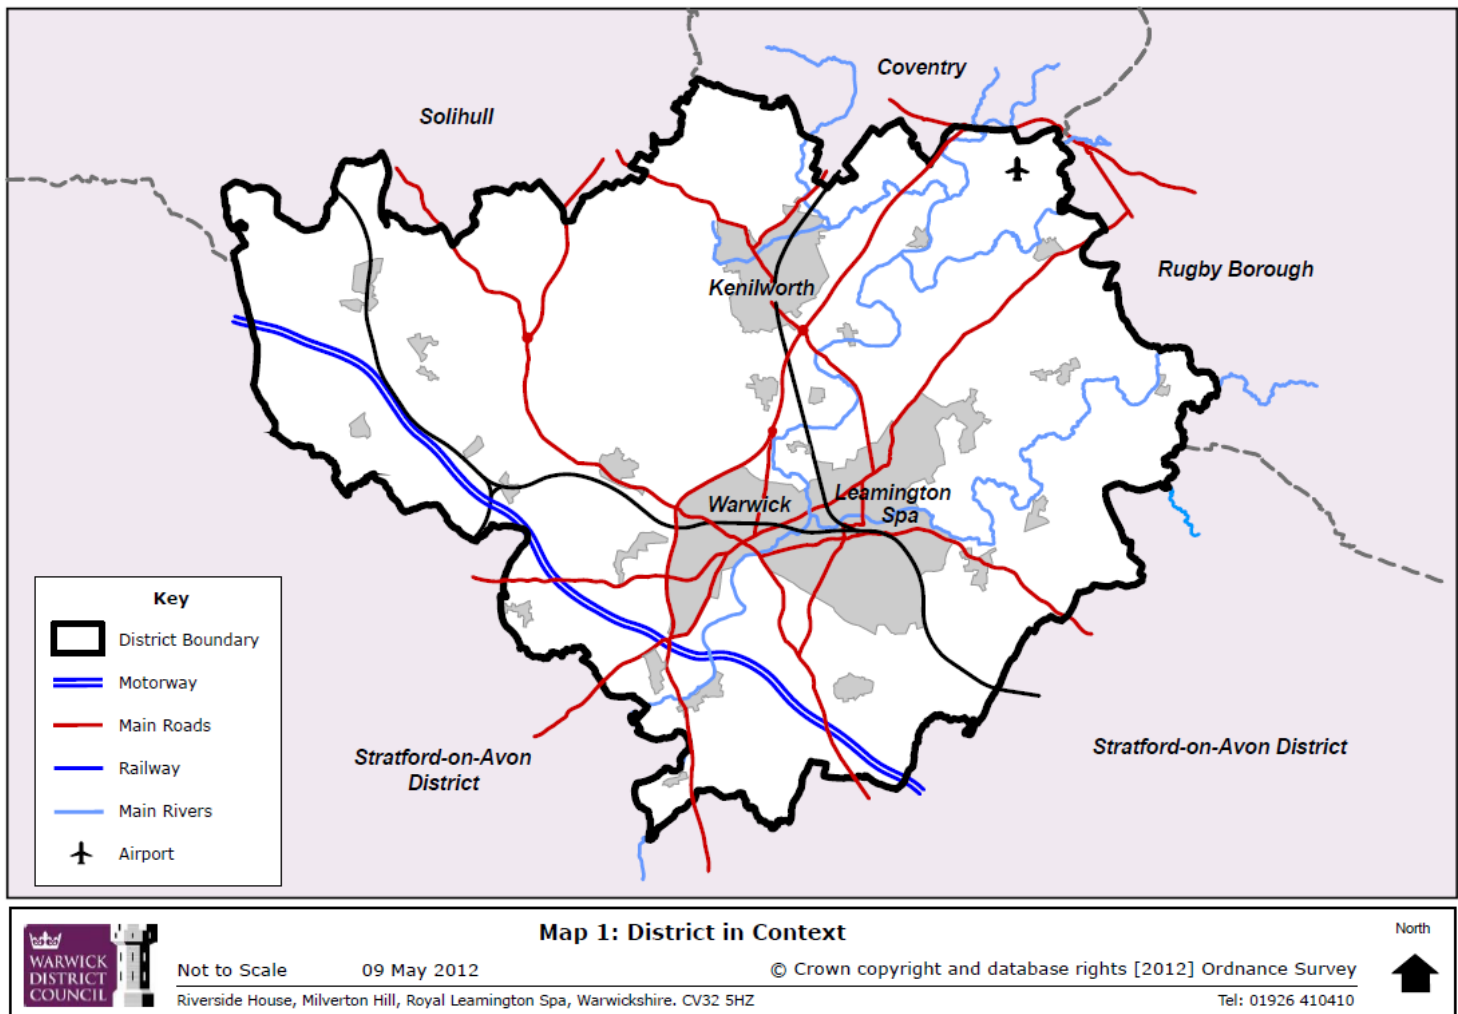 Coventry
Solihull
Rugby Borough
Kenilworth
Warwick
Leamington
Spa
Stratford-on-Avon
District
Stratford-on-Avon District
Key
District Boundary
Motorway
Main Roads
Railway
Main Rivers
Airport
WARWICK
DISTRICT
COUNCIL
Map 1: District in Context
Not to Scale
09 May 2012
© Crown copyright and database rights [2012] Ordnance Survey
Riverside House, Milverton Hill, Royal Leamington Spa, Warwickshire. CV32 5HZ
Tel: 01926 410410
North